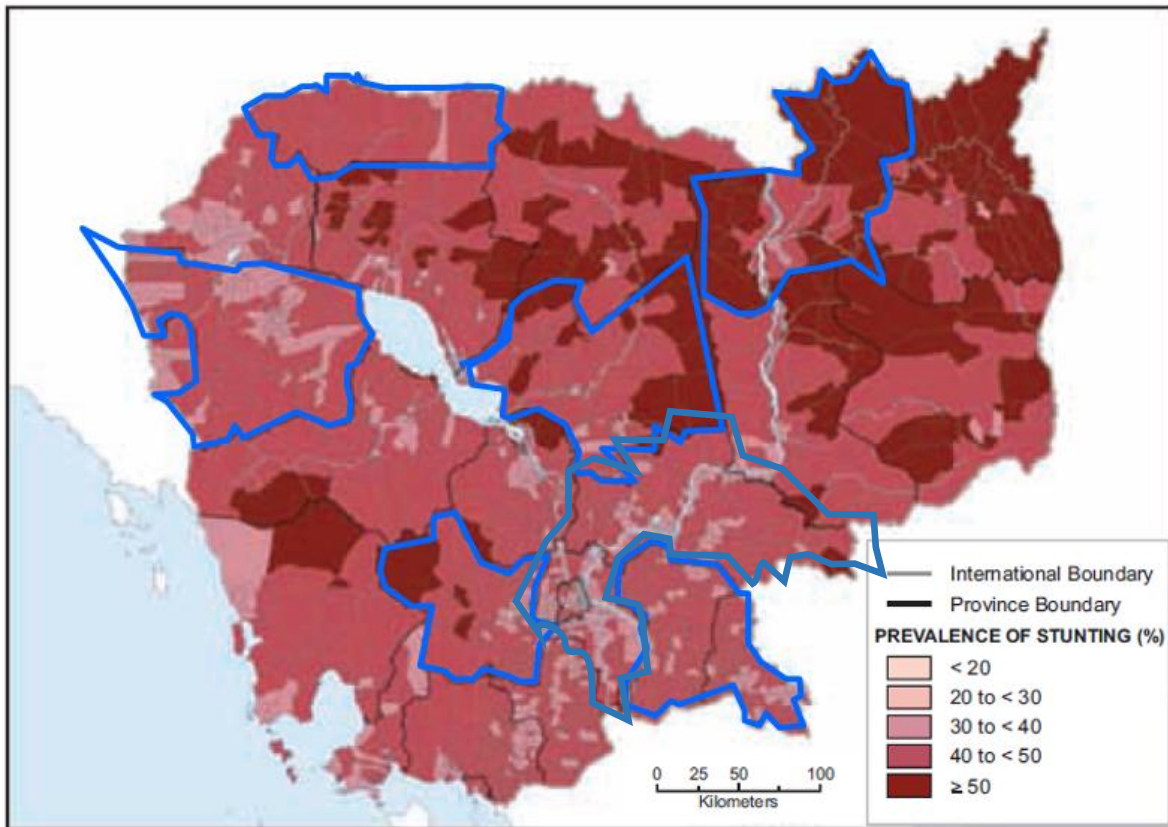 International Boundary
Province Boundary
PREVALENCE OF STUNTING (%)
< 20
20 to < 30
30 to < 40
40 to < 50
≥ 50
0 25 50 100
Kilometers